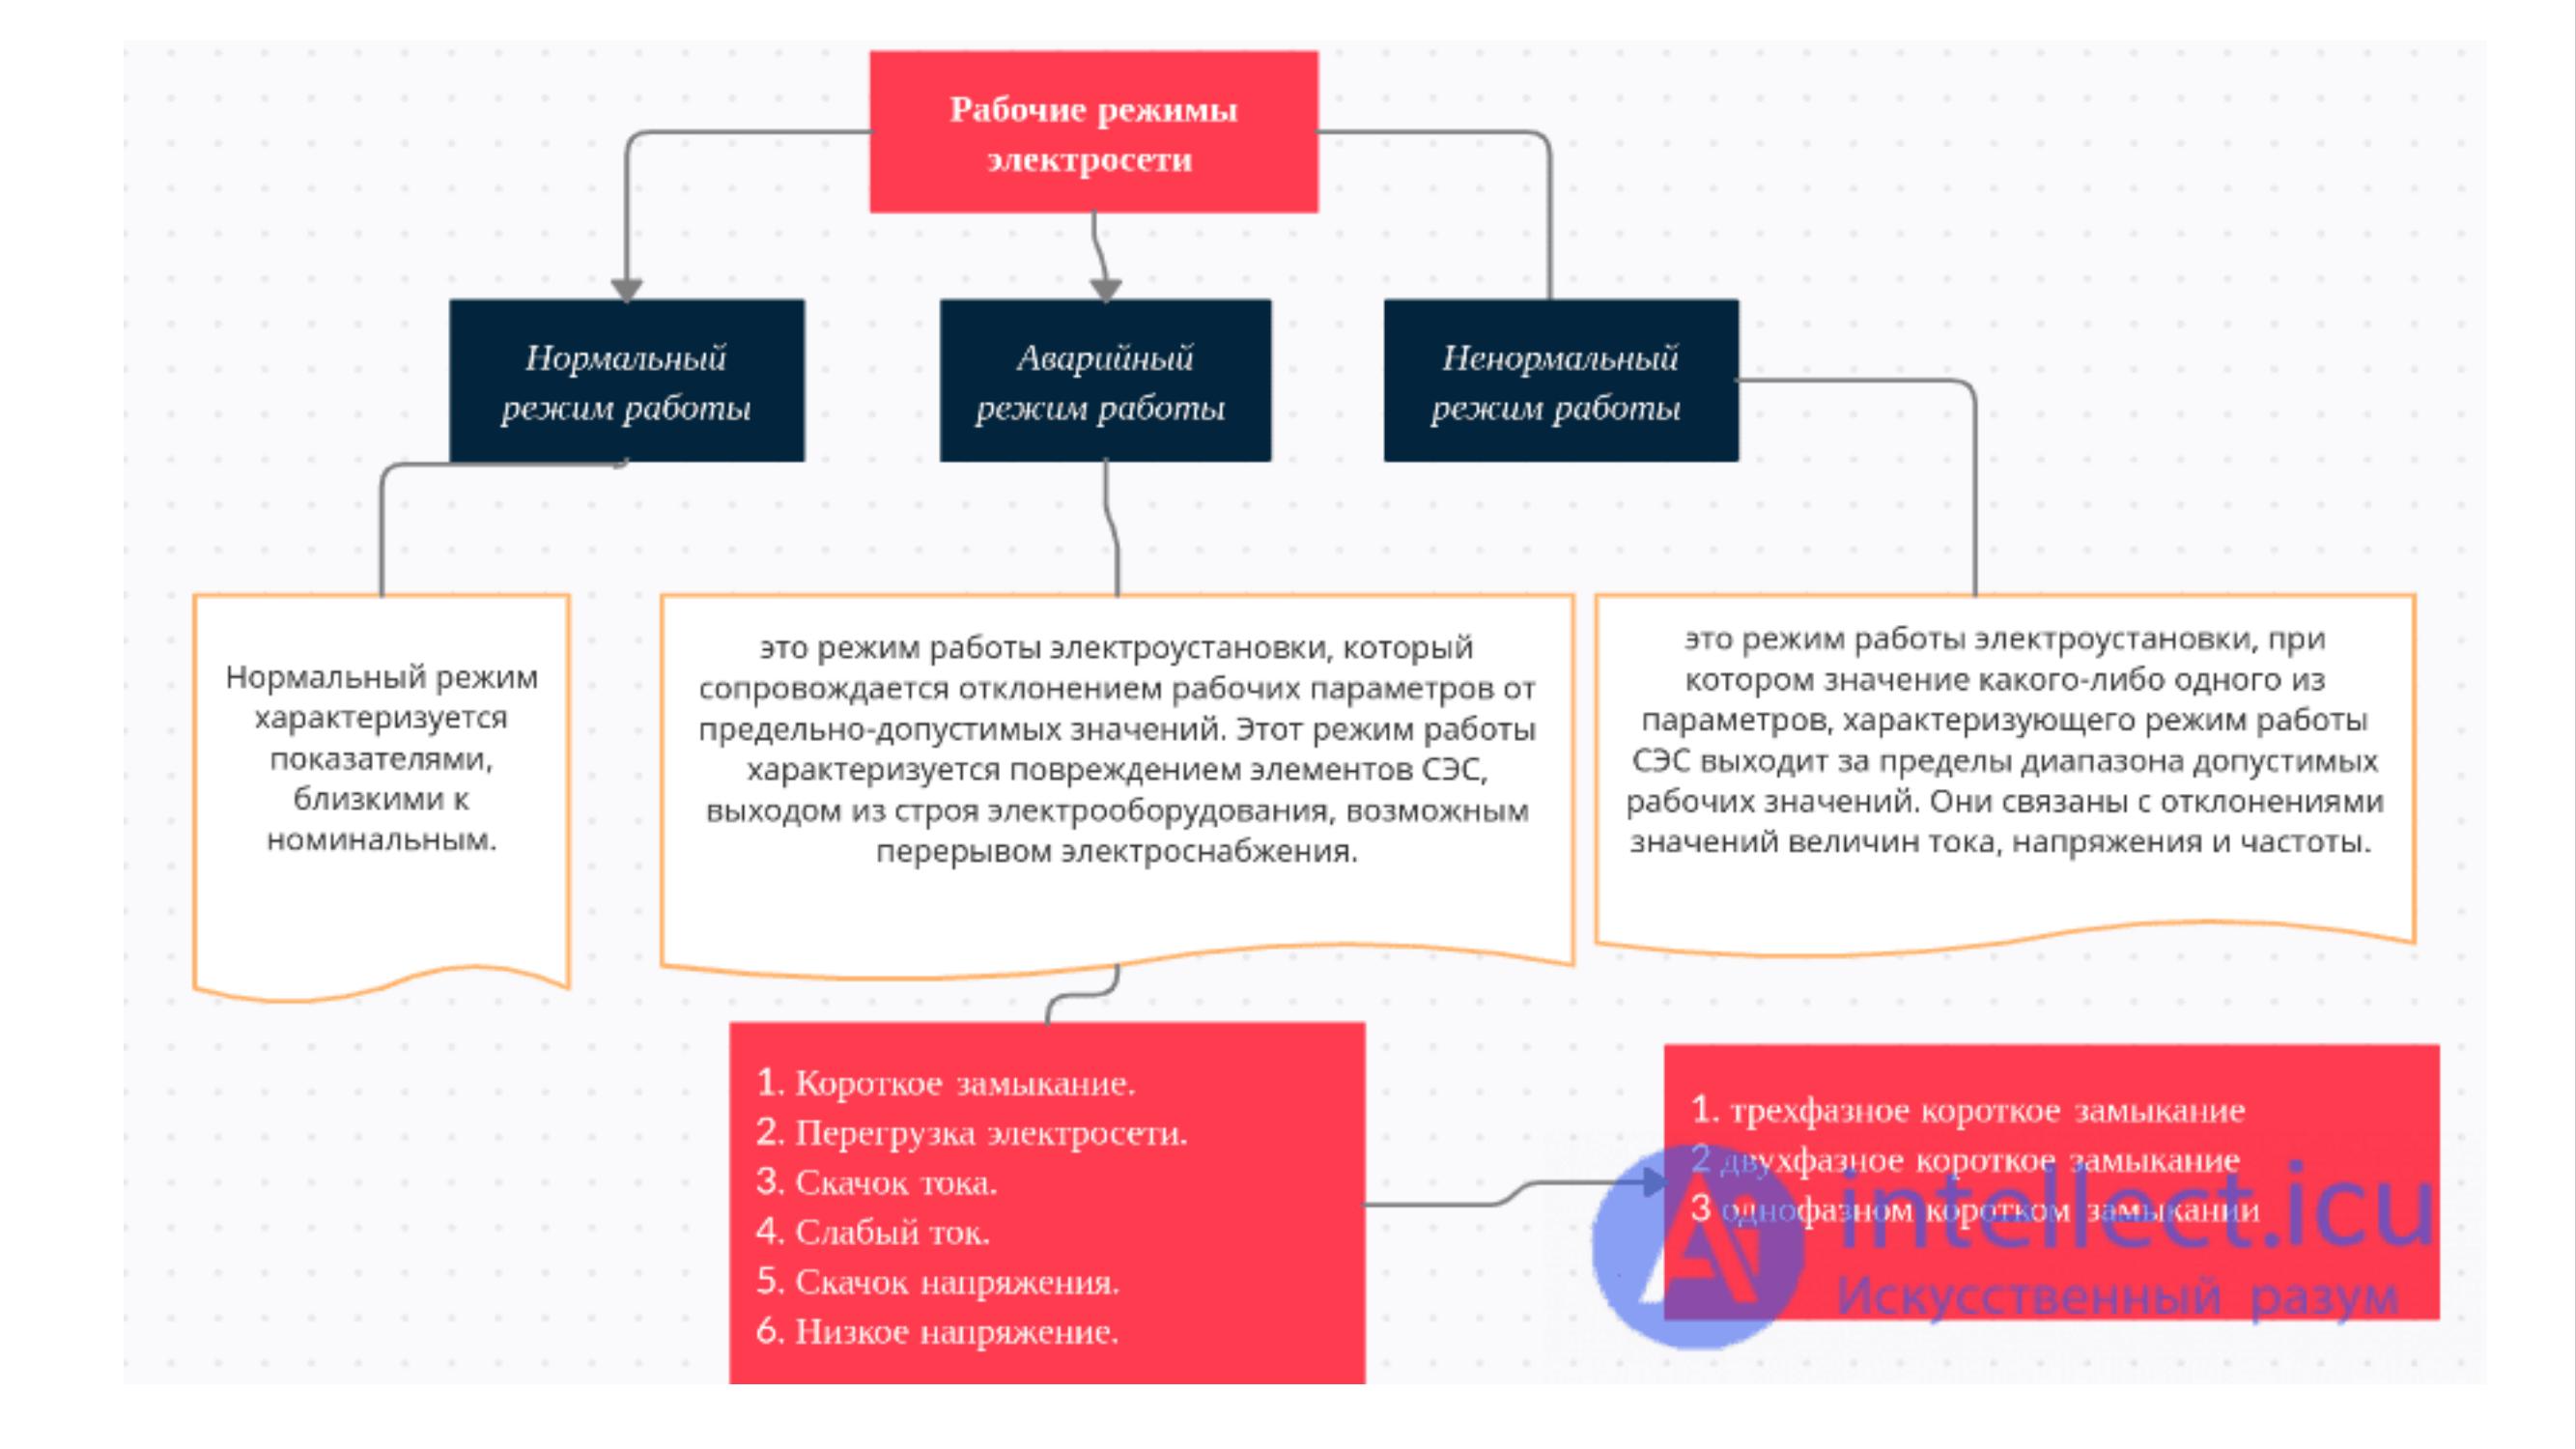 Рабочие режимы
электросети
Нормальный
режим работы
Аварийный
режим работы
Ненормальный
режим работы
Нормальный режим
характеризуется
показателями,
близкими к
номинальным.
это режим работы электроустановки, который
сопровождается отклонением рабочих параметров от
предельно-допустимых значений. Этот режим работы
характеризуется повреждением элементов СЭС,
выходом из строя электрооборудования, возможным
перерывом электроснабжения.
это режим работы электроустановки, при
котором значение какого-либо одного из
параметров, характеризующего режим работы
СЭС выходит за пределы диапазона допустимых
рабочих значений. Они связаны с отклонениями
значений величин тока, напряжения и частоты.
1. Короткое замыкание.
2. Перегрузка электросети.
3. Скачок тока.
4. Слабый ток.
5. Скачок напряжения.
6. Низкое напряжение.
1. трехфазное короткое замыкание
2 двухфазное короткое замыкание
3 однофазном коротком замыкании
intellect.icu
Искусственный разум